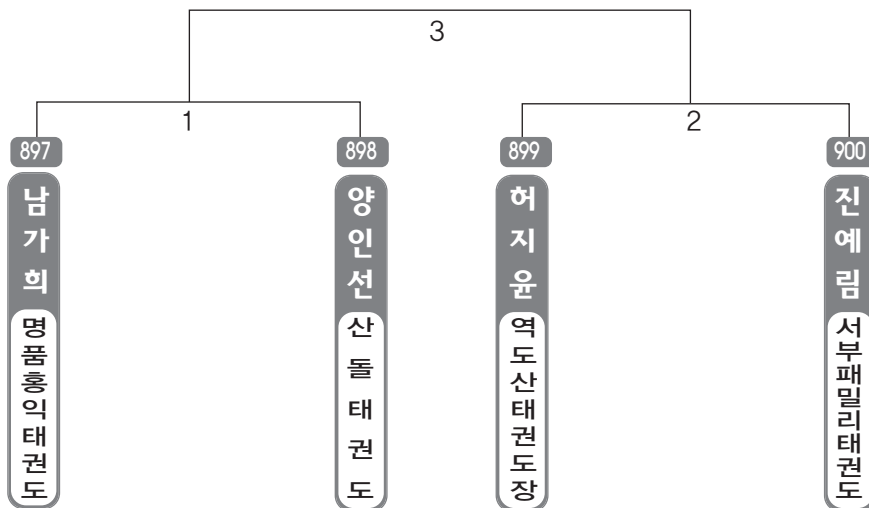 3
1
2
897
898
899
900
남가희
양인선
허지윤
진예림
명품홍익태권도
산돌태권도
역도산태권도장
서부패밀리태권도